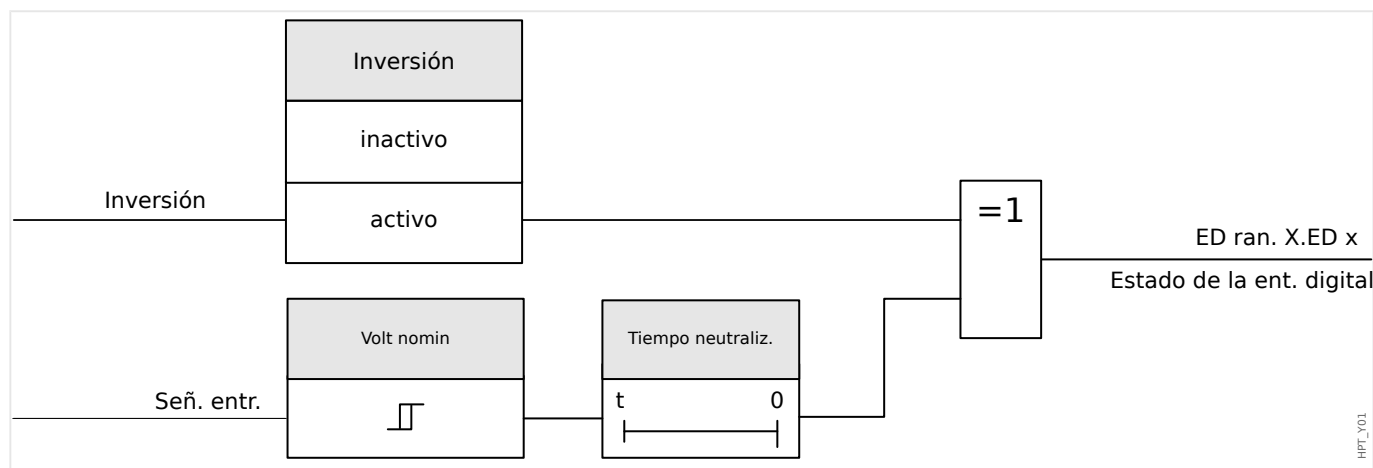 Inversión
inactivo
Inversión
activo
=1
ED ran. X.ED x
Estado de la ent. digital
Volt nomin
Tiempo neutraliz.
Señ. entr.
t 0
HPT_Y01